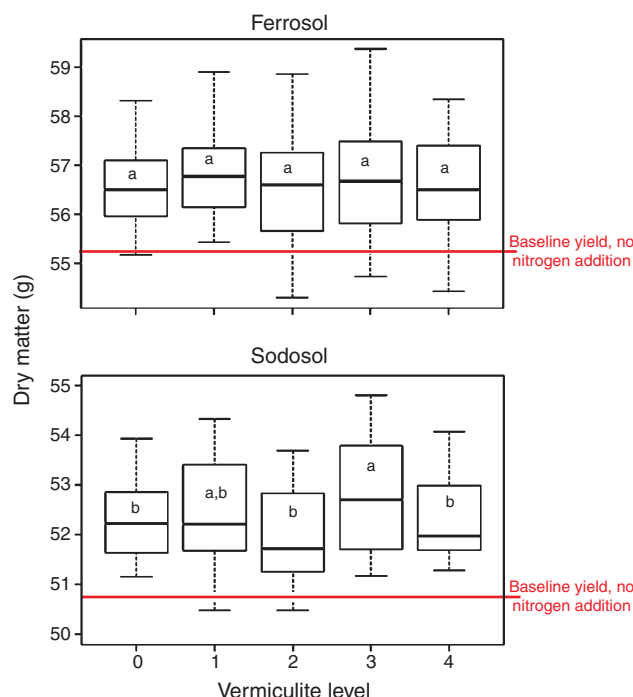 Ferrosol
59
58
57
56
55
a
a
a
a
a
Baseline yield, no
nitrogen addition
Dry matter (g)
Sodosol
55
54
53
52
51
50
b
a,b
b
a
b
Baseline yield, no
nitrogen addition
0 1 2 3 4
Vermiculite level